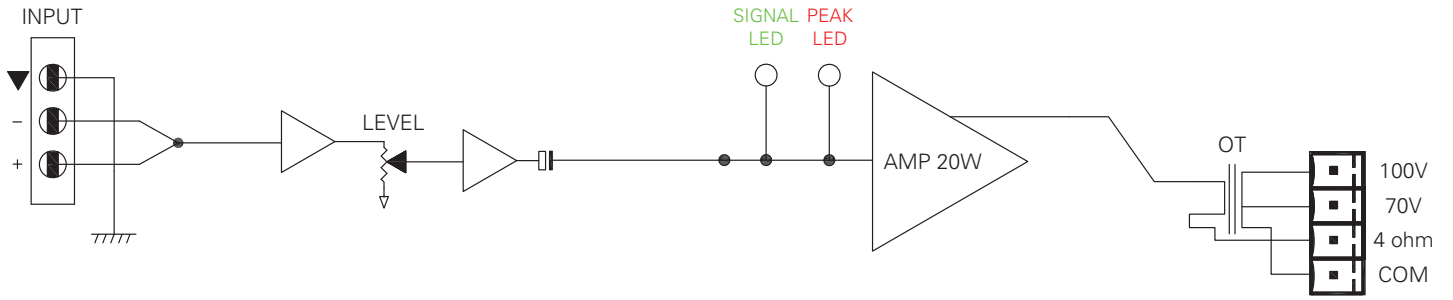 INPUT
−
+
LEVEL
SIGNAL
LED
PEAK
LED
AMP 20W
OT
100V
70V
4 ohm
COM